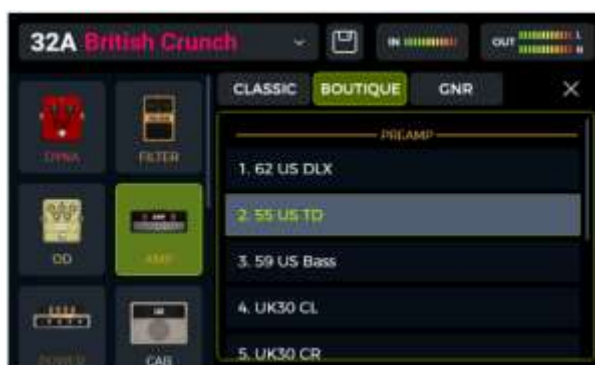 32A British Crunch
IN
OUT
L
R
CLASSIC BOUTIQUE GNR
PREAMP
DYNA FILTER
1. 62 US DLX
2. 55 US TD
OD AMP
3. 59 US Bass
4. UK30 CL
POWER CAB
5. UK30 CR